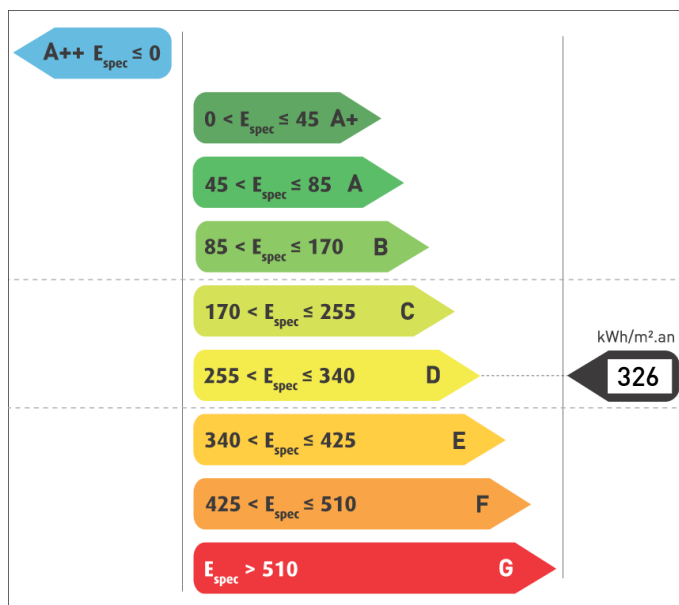 A++ Espec ≤ 0
0 < Espec ≤ 45 A+
45 < Espec ≤ 85 A
85 < Espec ≤ 170 B
170 < Espec ≤ 255 C
kWh/m².an
255 < Espec ≤ 340 D 326
340 < Espec ≤ 425 E
425 < Espec ≤ 510 F
Espec > 510 G